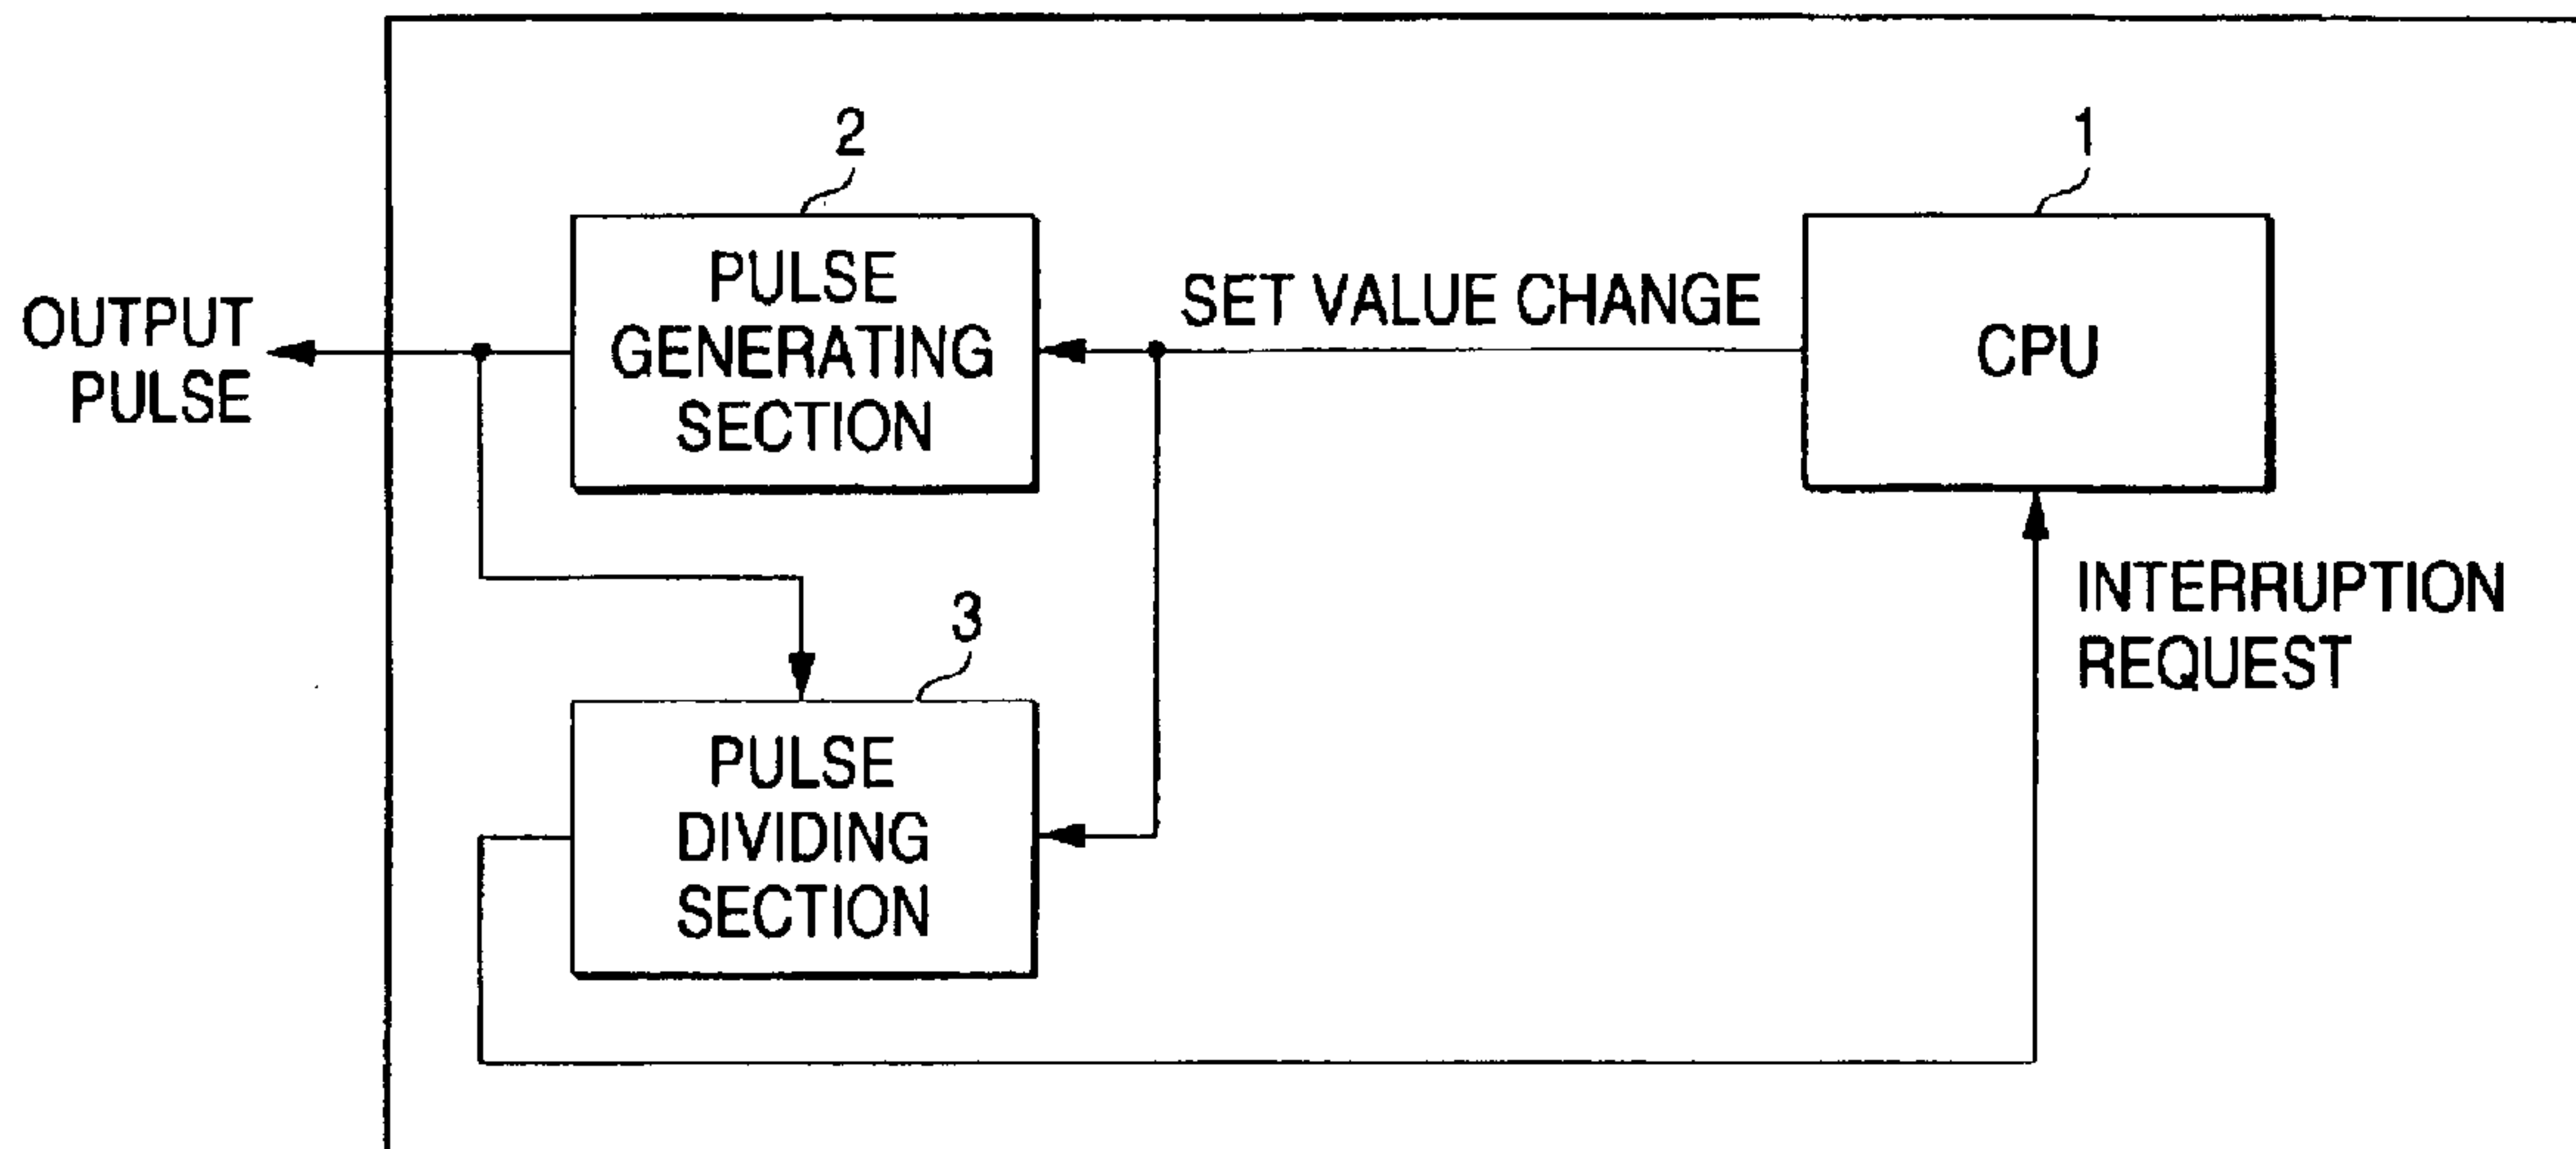 2
1
PULSE
GENERATING
SECTION
SET VALUE CHANGE
CPU
OUTPUT
PULSE
INTERRUPTION
REQUEST
3
PULSE
DIVIDING
SECTION